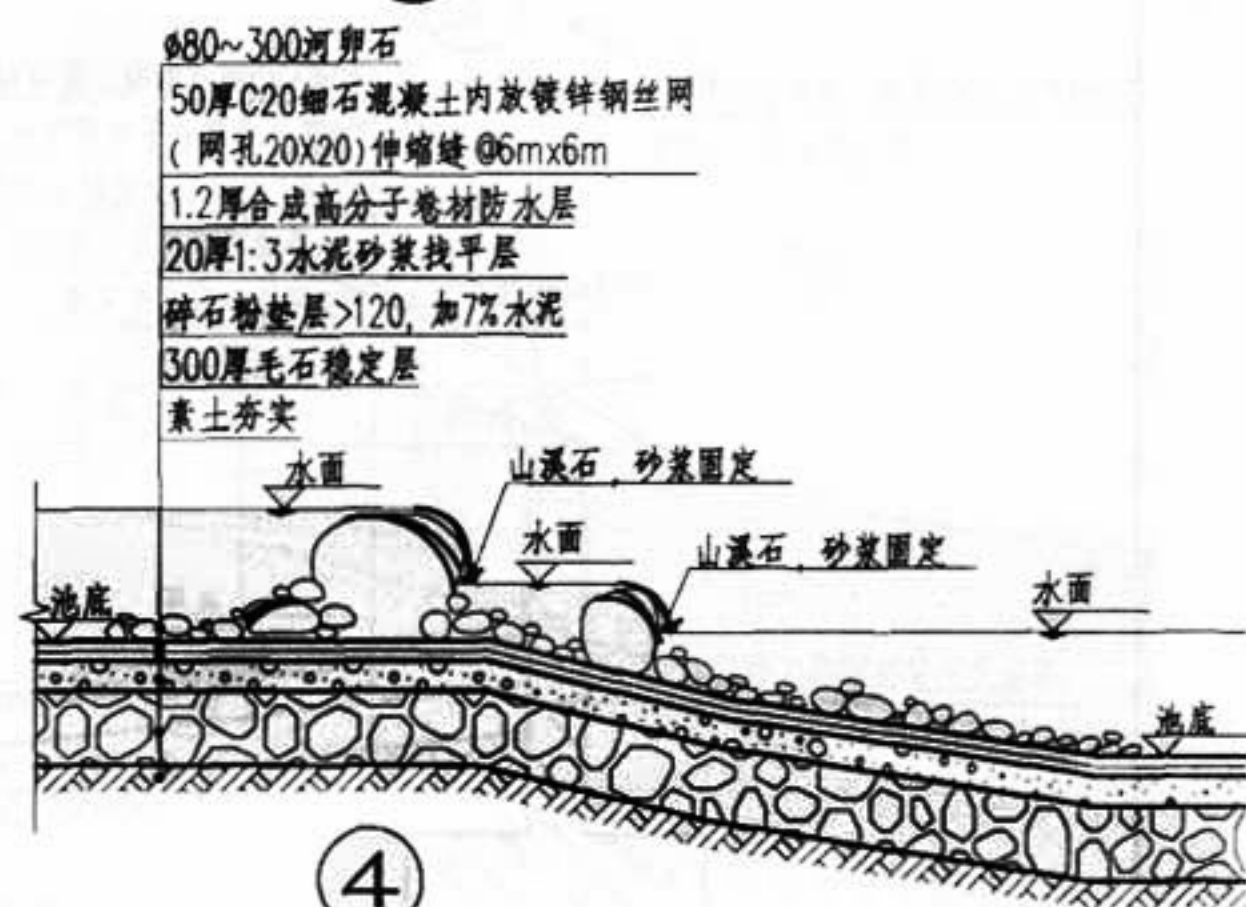 ø80~300河卵石
50厚C20细石混凝土内放镀锌钢丝网
( 网孔20X20)伸缩缝@6mx6m
1.2厚合成高分子卷材防水层
20厚1:3水泥砂浆找平层
碎石粉垫层>120, 加7%水泥
300厚毛石稳定层
素土夯实
水面
山溪石，砂浆固定
水面
山溪石，砂浆固定
水面
池底
池底
4